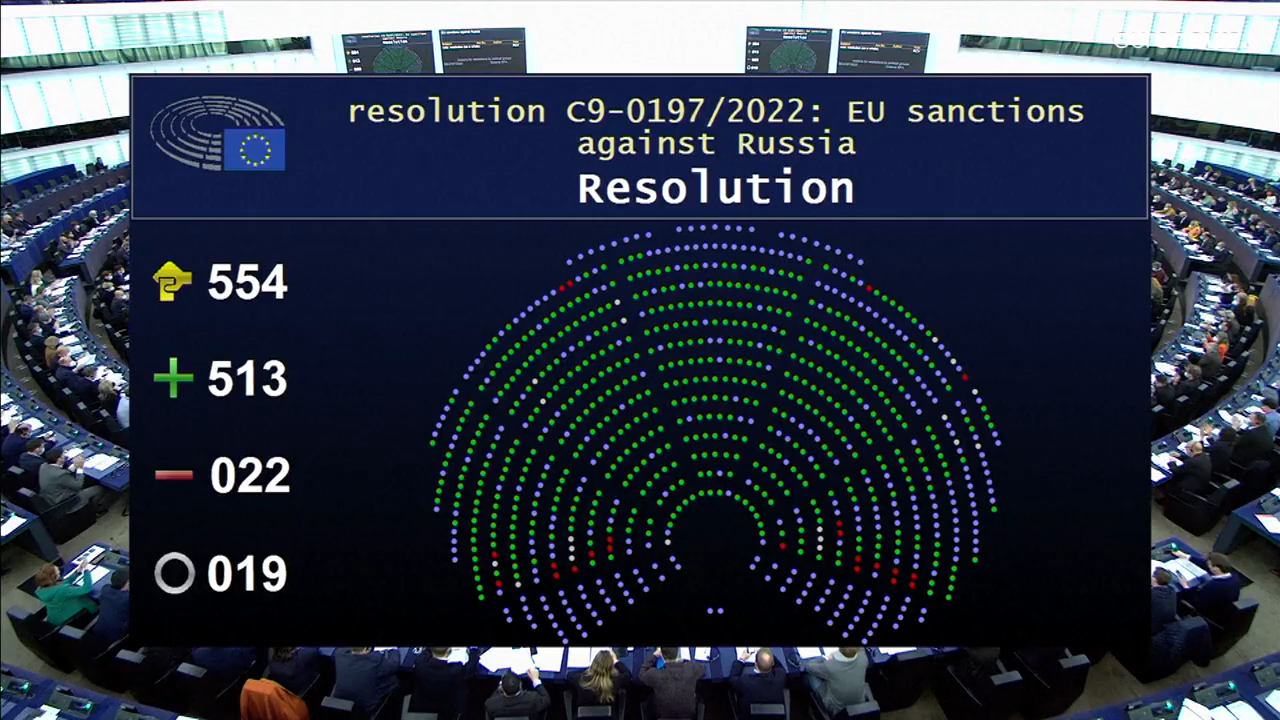 resolution C9-0197/2022: EU sanctions
against Russia
Resolution
554
513
022
019